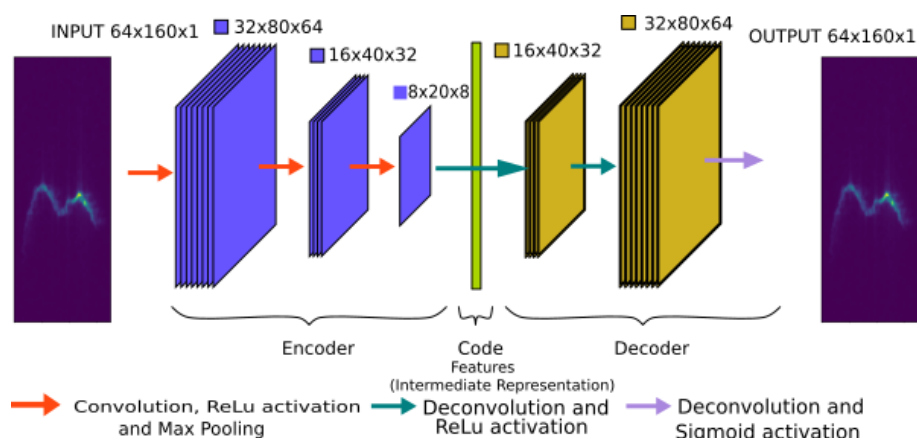 INPUT 64x160x1
32x80x64
16x40x32
8x20x8
16x40x32
32x80x64
OUTPUT 64x160x1
Encoder
Code
Features
(Intermediate Representation)
Decoder
Convolution, ReLu activation
and Max Pooling
Deconvolution and
ReLu activation
Deconvolution and
Sigmoid activation